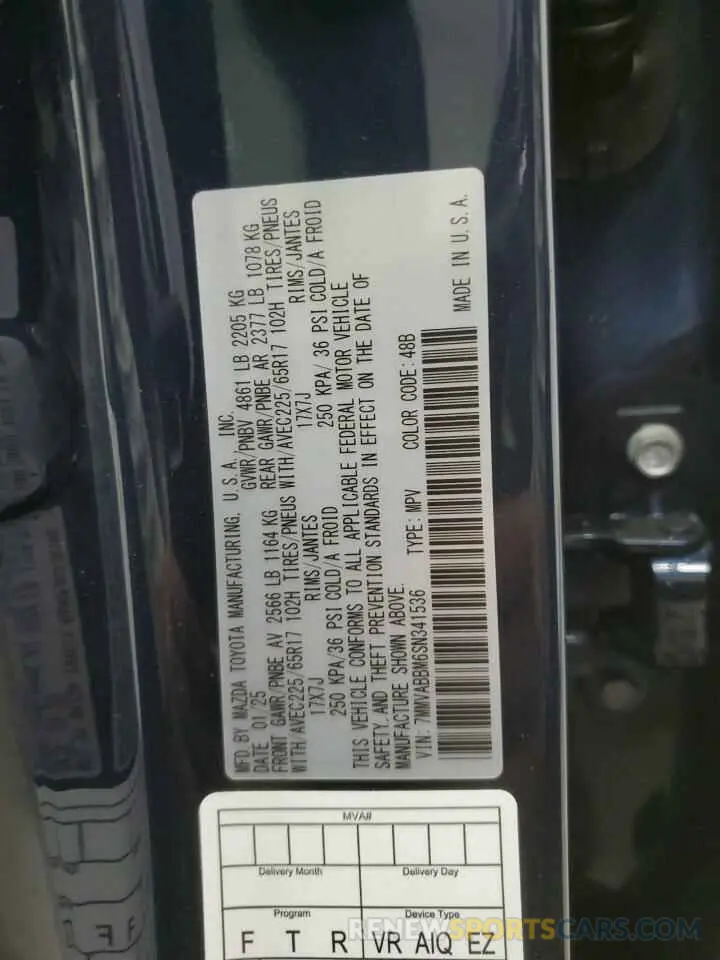 MFD. BY MAZDA TOYOTA MANUFACTURING, U.S.A., INC.
DATE 01/25 GVWR/PNBV 4861 LB 2205 KG
FRONT GAWR/PNBE AV 2566 LB 1164 KG REAR GAWR/PNBE AR 2377 LB 1078 KG
WITH/AVEC225/65R17 102H TIRES/PNEUS WITH/AVEC225/65R17 102H TIRES/PNEUS
17X7J RIMS/JANTES 17X7J RIMS/JANTES
250 KPA/36 PSI COLD/A FROID 250 KPA/ 36 PSI COLD/A FROID
THIS VEHICLE CONFORMS TO ALL APPLICABLE FEDERAL MOTOR VEHICLE
SAFETY, AND THEFT PREVENTION STANDARDS IN EFFECT ON THE DATE OF
MANUFACTURE SHOWN ABOVE.
VIN: 7MMVABBM6SN341536 TYPE: MPV COLOR CODE: 48B
MADE IN U.S.A.
MVA#
Delivery Month Delivery Day
Program Device Type
F T R VR AIQ EZ
RENEWSPORTSCARS.COM